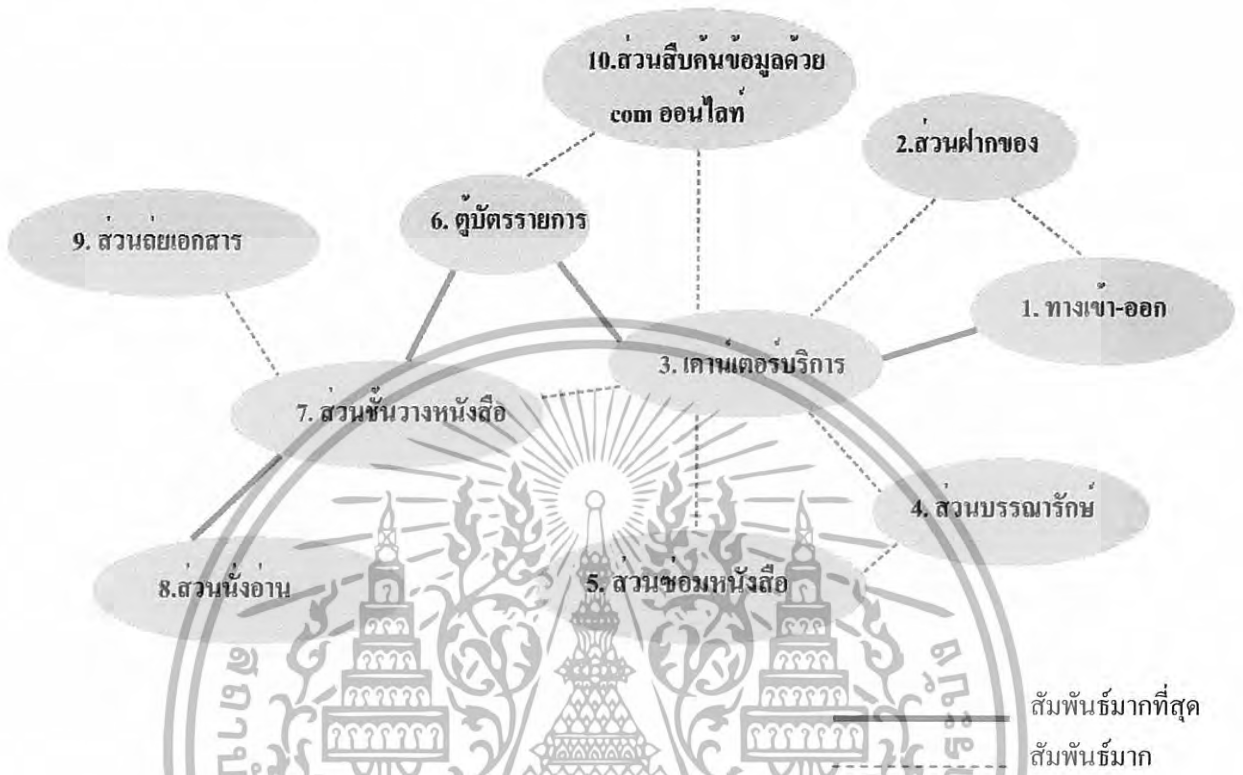 10.ส่วนสืบค้นข้อมูลด้วย
com ออนไลท์
2.ส่วนฝากของ
6. ตู้บัตรรายการ
9. ส่วนถ่ยเอกสาร
1. ทางเข้า-ออก
3. เคาน์เตอร์บริการ
7. ส่วนชั้นวางหนังสือ
4. ส่วนบรรณารักษ์
8.ส่วนนั่งอ่าน
5. ส่วนซ่อมหนังสือ
สัมพันธ์มากที่สุด
สัมพันธ์มาก